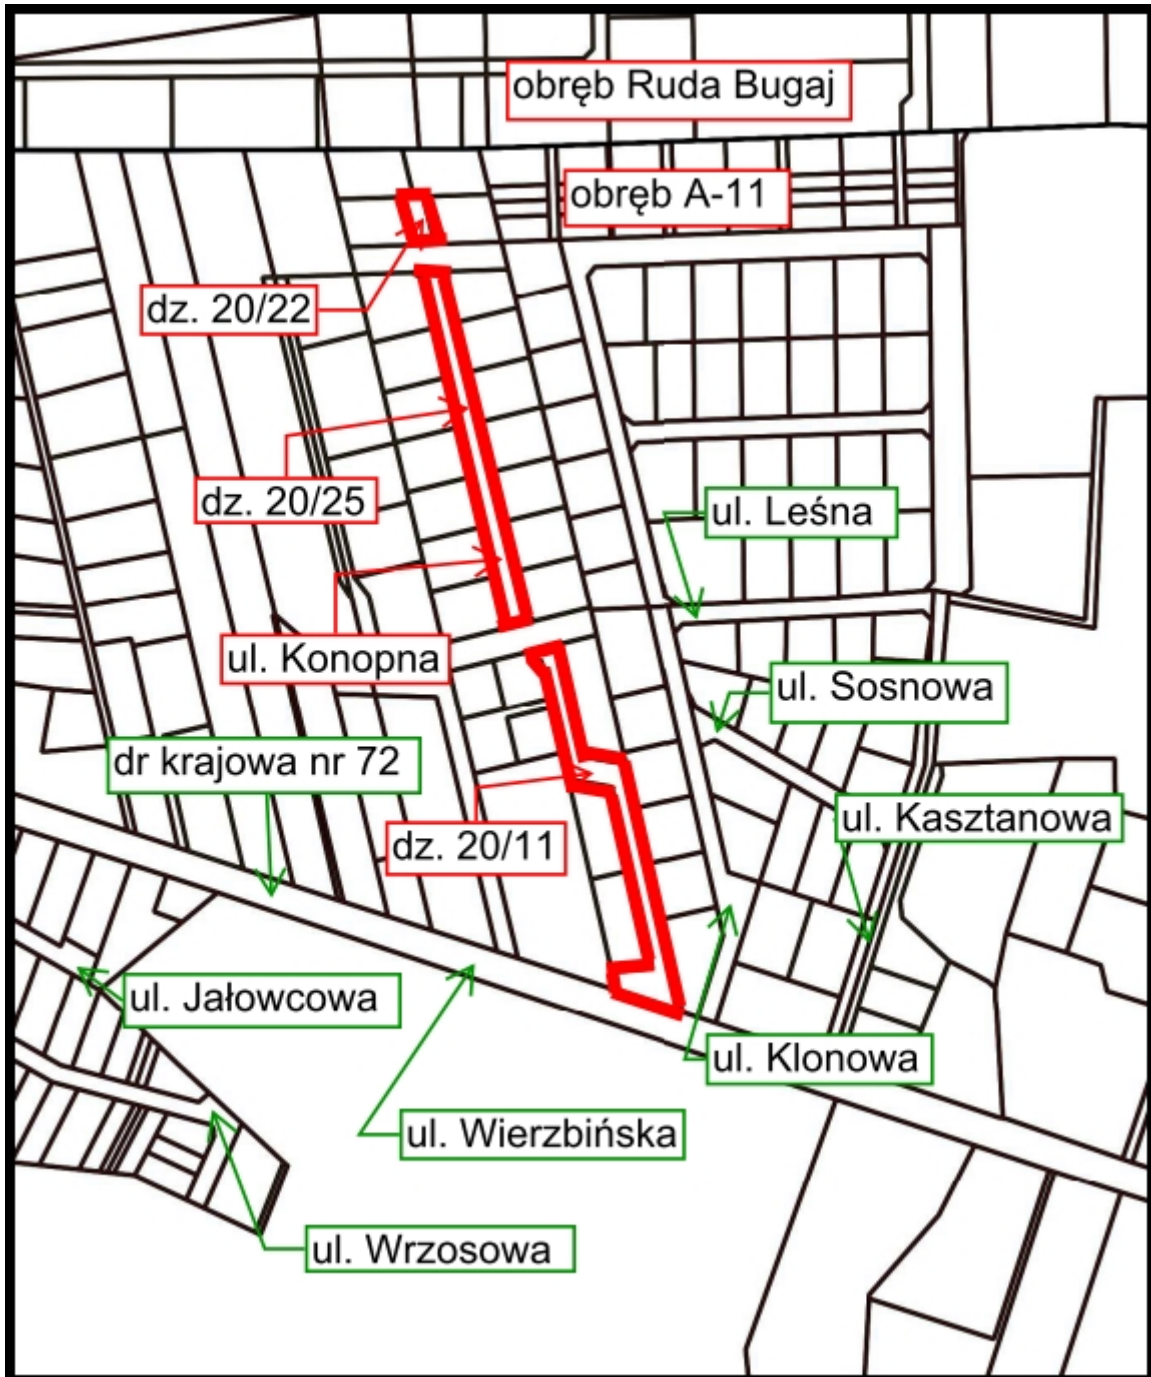 obręb Ruda Bugaj
obręb A-11
dz. 20/22
dz. 20/25
ul. Leśna
ul. Konopna
ul. Sosnowa
dr krajowa nr 72
ul. Kasztanowa
dz. 20/11
ul. Jałowcowa
ul. Klonowa
ul. Wierzbińska
ul. Wrzosowa